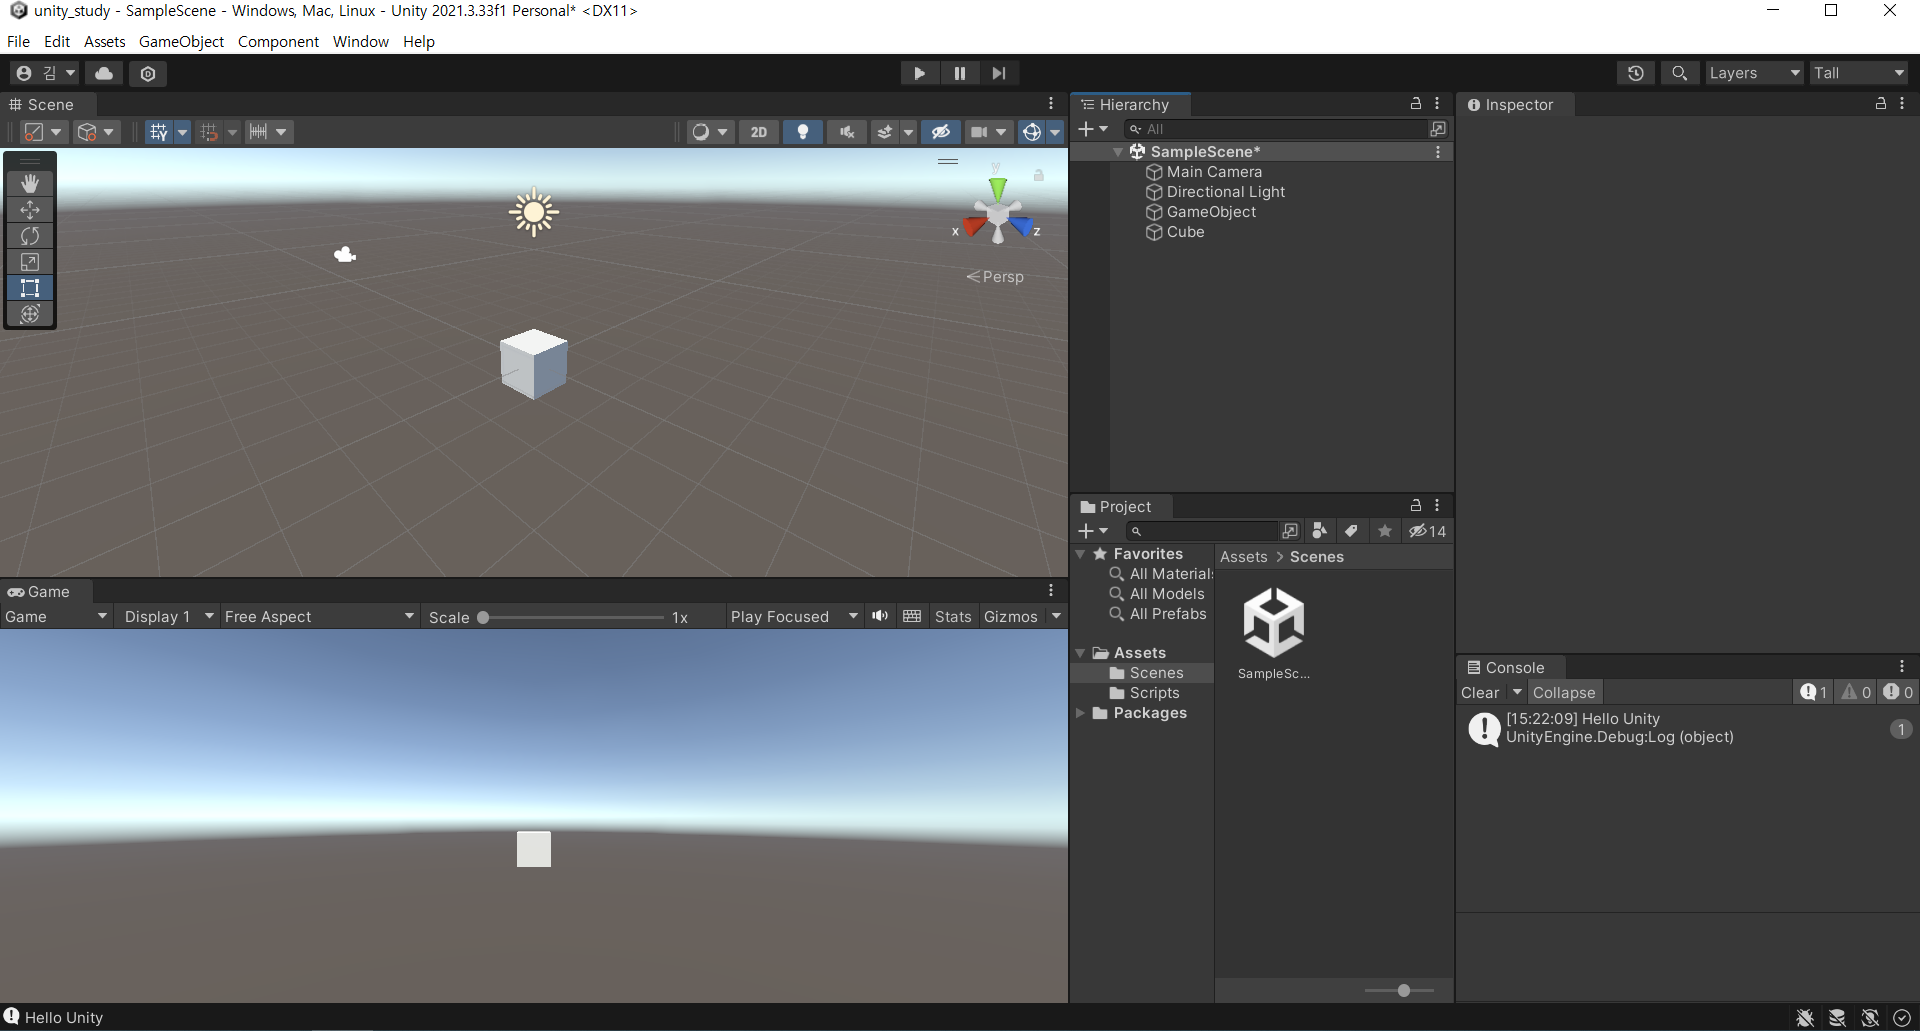 unity_study - SampleScene - Windows, Mac, Linux - Unity 2021.3.33f1 Personal* <DX11>
File Edit Assets GameObject Component Window Help
김
Layers
Tall
Scene
2D
y
x
z
Persp
Hierarchy
All
SampleScene*
Main Camera
Directional Light
GameObject
Cube
Inspector
Game
Game
Display 1
Free Aspect
Scale
1x
Play Focused
Stats
Gizmos
Project
14
Favorites
All Materials
All Models
All Prefabs
Assets
Scenes
Scripts
Packages
Assets > Scenes
SampleSc...
Console
Clear
Collapse
1
0
0
[15:22:09] Hello Unity
UnityEngine.Debug:Log (object)
1
Hello Unity